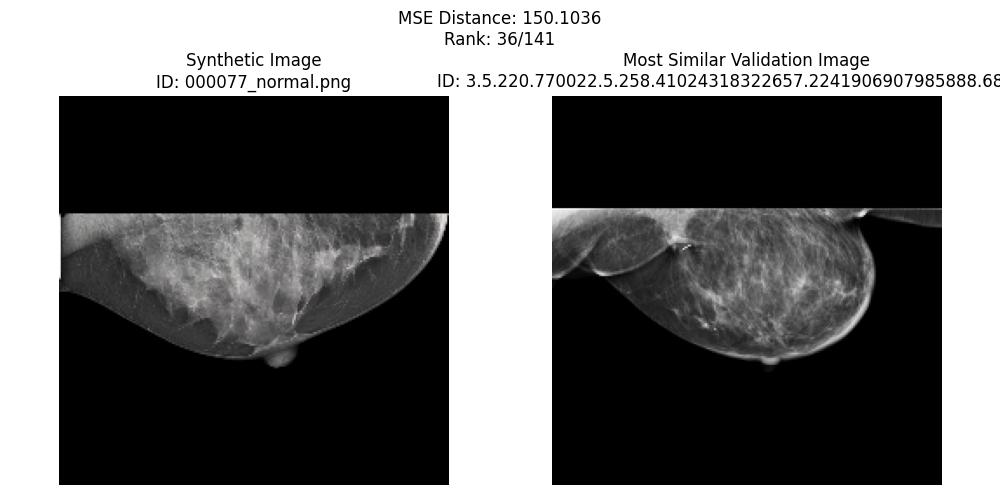 MSE Distance: 150.1036
Rank: 36/141
Synthetic Image
ID: 000077_normal.png
Most Similar Validation Image
ID: 3.5.220.770022.5.258.41024318322657.2241906907985888.68